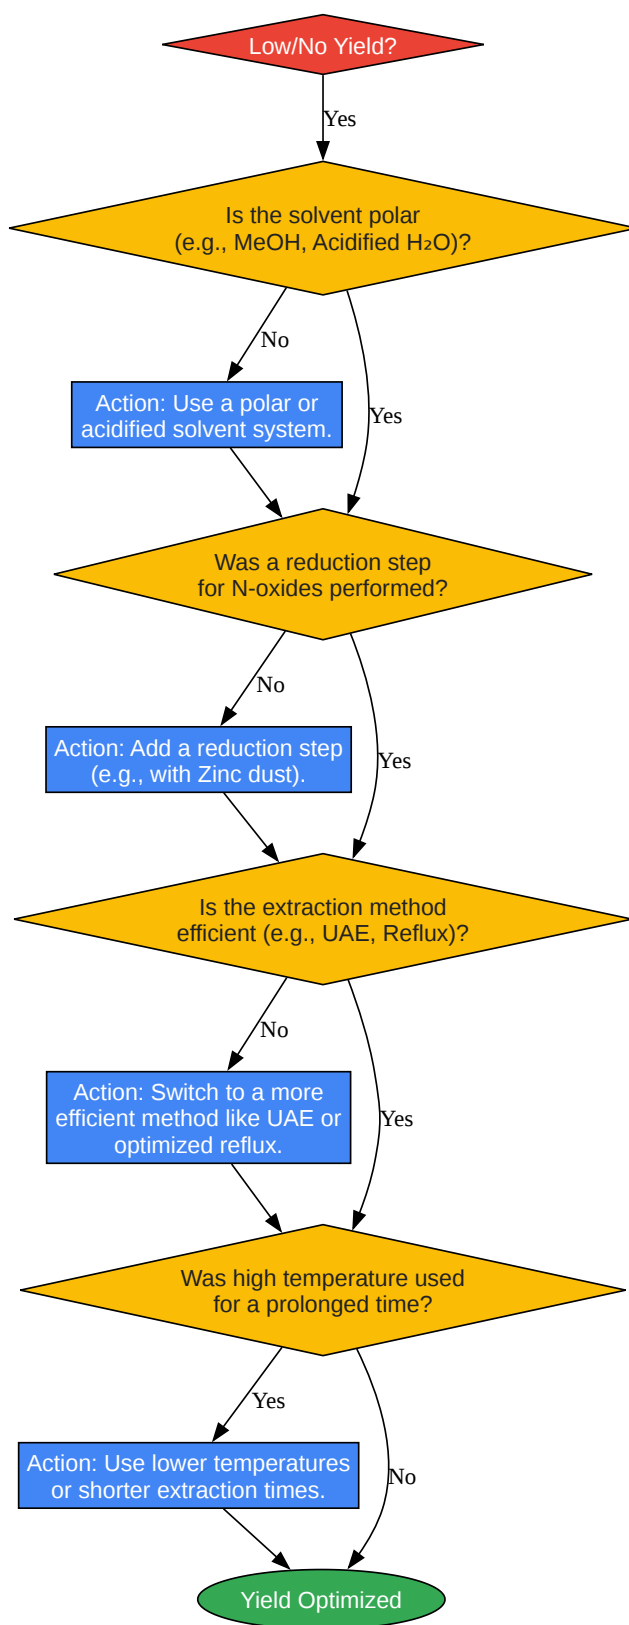 Low/No Yield?
Yes
Is the solvent polar
(e.g., MeOH, Acidified H₂O)?
No
Action: Use a polar or
acidified solvent system.
Yes
Was a reduction step
for N-oxides performed?
No
Action: Add a reduction step
(e.g., with Zinc dust).
Yes
Is the extraction method
efficient (e.g., UAE, Reflux)?
No
Action: Switch to a more
efficient method like UAE or
optimized reflux.
Yes
Was high temperature used
for a prolonged time?
Yes
Action: Use lower temperatures
or shorter extraction times.
No
Yield Optimized